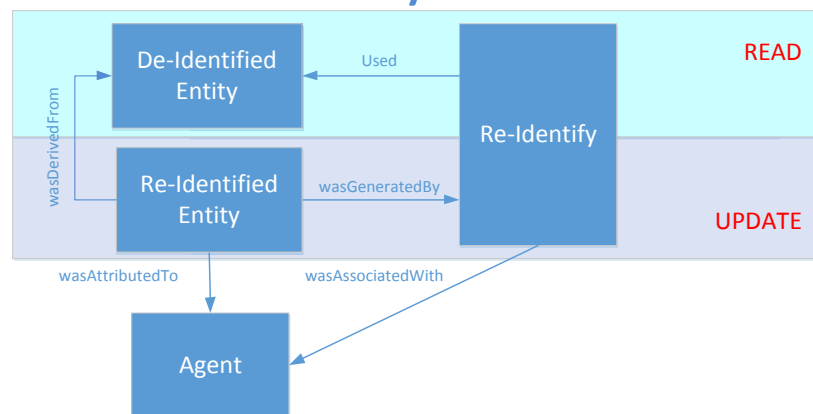 De-Identified
Entity
Used
READ
Re-Identify
wasDerivedFrom
Re-Identified
Entity
wasGeneratedBy
UPDATE
wasAttributedTo
wasAssociatedWith
Agent